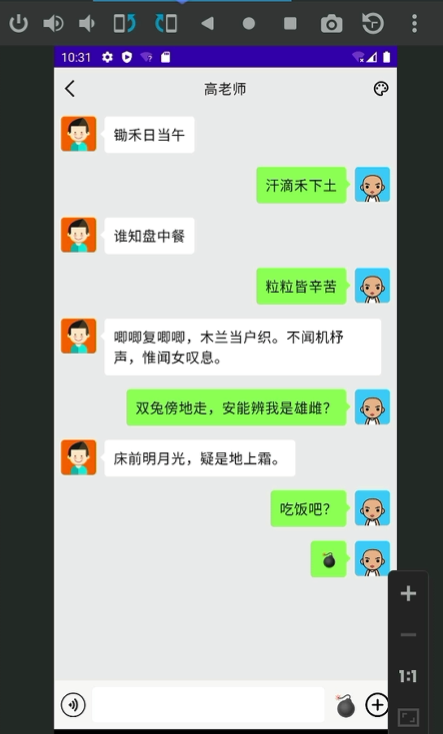 10:31
高老师
锄禾日当午
汗滴禾下土
谁知盘中餐
粒粒皆辛苦
唧唧复唧唧，木兰当户织。不闻机杼
声，惟闻女叹息。
双兔傍地走，安能辨我是雄雌？
床前明月光，疑是地上霜。
吃饭吧？
1:1